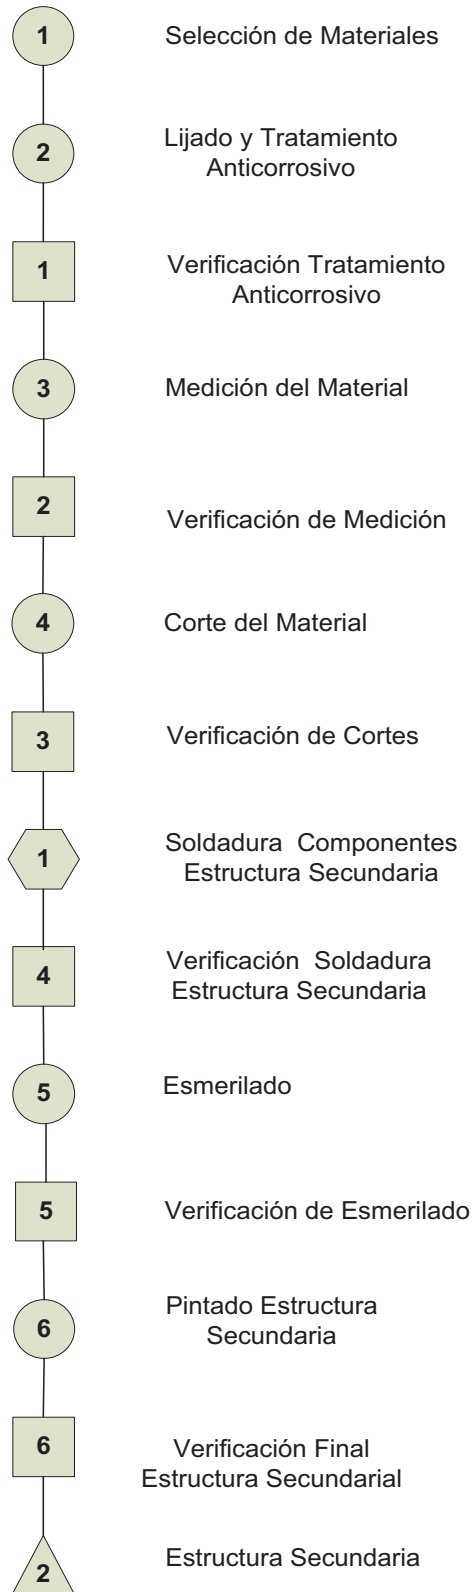 1 Selección de Materiales
2 Lijado y Tratamiento
Anticorrosivo
1 Verificación Tratamiento
Anticorrosivo
3 Medición del Material
2 Verificación de Medición
4 Corte del Material
3 Verificación de Cortes
1 Soldadura Componentes
Estructura Secundaria
4 Verificación Soldadura
Estructura Secundaria
5 Esmerilado
5 Verificación de Esmerilado
6 Pintado Estructura
Secundaria
6 Verificación Final
Estructura Secundarial
2 Estructura Secundaria